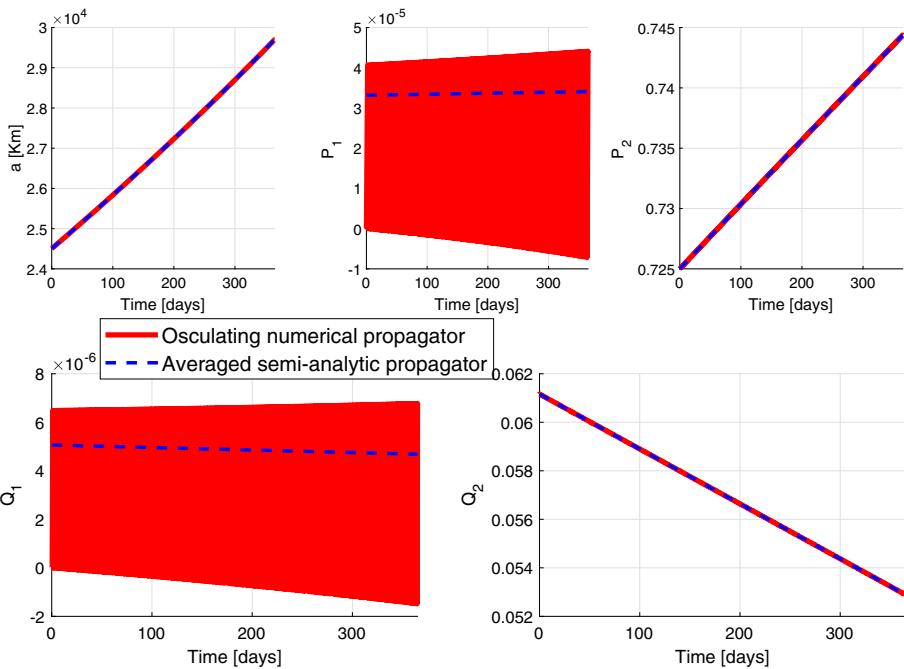 ×10⁴
3
2.9
2.8
2.7
2.6
2.5
2.4
a [Km]
0 100 200 300
Time [days]
×10⁻⁵
5
4
3
2
1
0
-1
P₁
0 100 200 300
Time [days]
0.745
0.74
0.735
0.73
0.725
P₂
0 100 200 300
Time [days]
Osculating numerical propagator
Averaged semi-analytic propagator
×10⁻⁶
8
6
4
2
0
-2
Q₁
0 100 200 300
Time [days]
0.062
0.06
0.058
0.056
0.054
0.052
Q₂
0 100 200 300
Time [days]